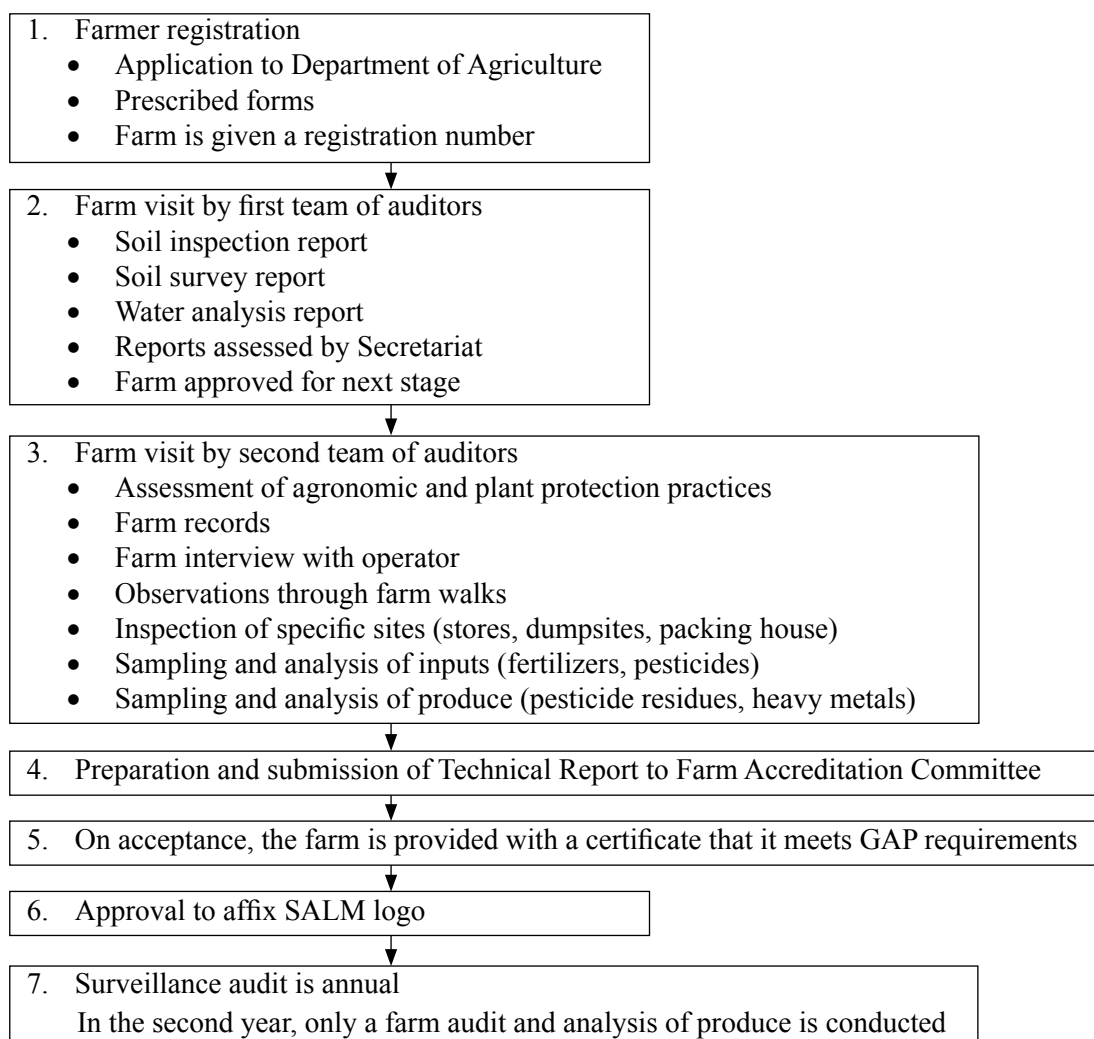 1. Farmer registration
• Application to Department of Agriculture
• Prescribed forms
• Farm is given a registration number
2. Farm visit by first team of auditors
• Soil inspection report
• Soil survey report
• Water analysis report
• Reports assessed by Secretariat
• Farm approved for next stage
3. Farm visit by second team of auditors
• Assessment of agronomic and plant protection practices
• Farm records
• Farm interview with operator
• Observations through farm walks
• Inspection of specific sites (stores, dumpsites, packing house)
• Sampling and analysis of inputs (fertilizers, pesticides)
• Sampling and analysis of produce (pesticide residues, heavy metals)
4. Preparation and submission of Technical Report to Farm Accreditation Committee
5. On acceptance, the farm is provided with a certificate that it meets GAP requirements
6. Approval to affix SALM logo
7. Surveillance audit is annual
In the second year, only a farm audit and analysis of produce is conducted